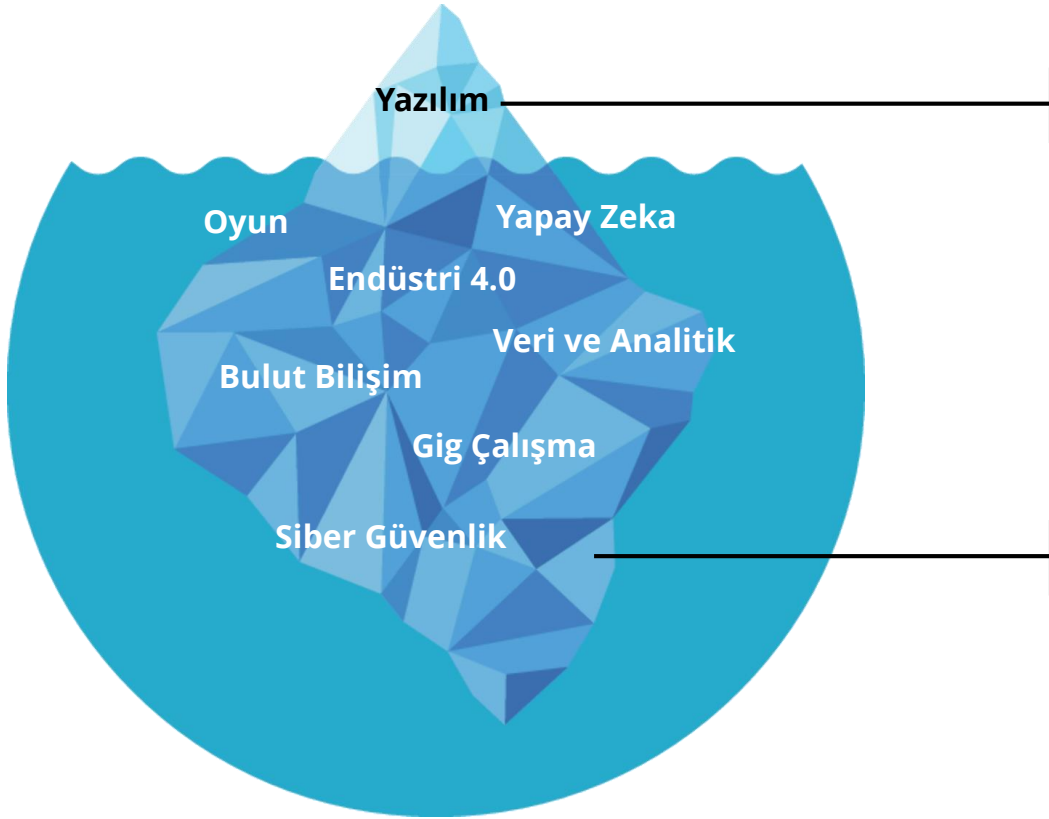 Yazılım
Oyun
Yapay Zeka
Endüstri 4.0
Veri ve Analitik
Bulut Bilişim
Gig Çalışma
Siber Güvenlik